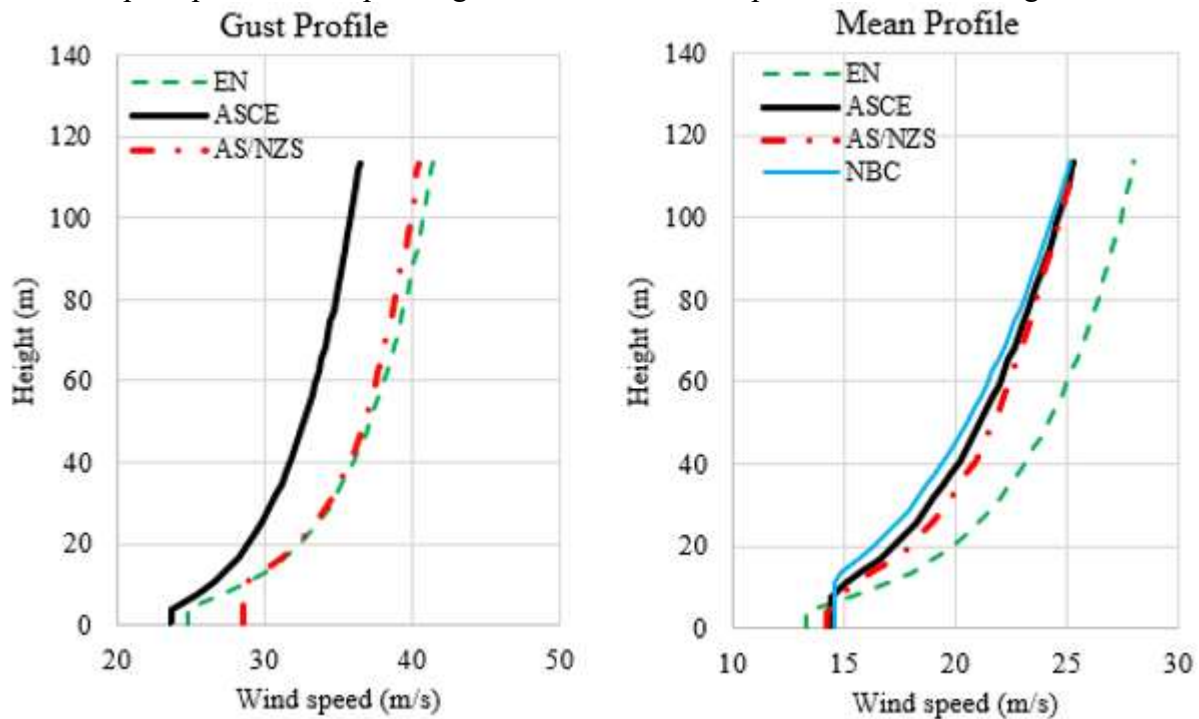 Gust Profile
140
120
100
80
60
40
20
0
Height (m)
EN
ASCE
AS/NZS
20 30 40 50
Wind speed (m/s)
Mean Profile
140
120
100
80
60
40
20
0
Height (m)
EN
ASCE
AS/NZS
NBC
10 15 20 25 30
Wind speed (m/s)